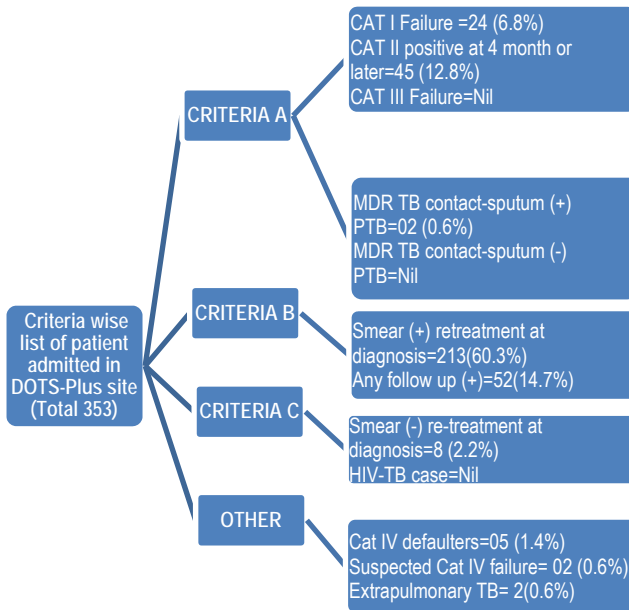 Criteria wise
list of patient
admitted in
DOTS-Plus site
(Total 353)
CRITERIA A
CAT I Failure =24 (6.8%)
CAT II positive at 4 month or
later=45 (12.8%)
CAT III Failure=Nil
MDR TB contact-sputum (+)
PTB=02 (0.6%)
MDR TB contact-sputum (-)
PTB=Nil
CRITERIA B
Smear (+) retreatment at
diagnosis=213(60.3%)
Any follow up (+)=52(14.7%)
CRITERIA C
Smear (-) re-treatment at
diagnosis=8 (2.2%)
HIV-TB case=Nil
OTHER
Cat IV defaulters=05 (1.4%)
Suspected Cat IV failure= 02 (0.6%)
Extrapulmonary TB= 2(0.6%)